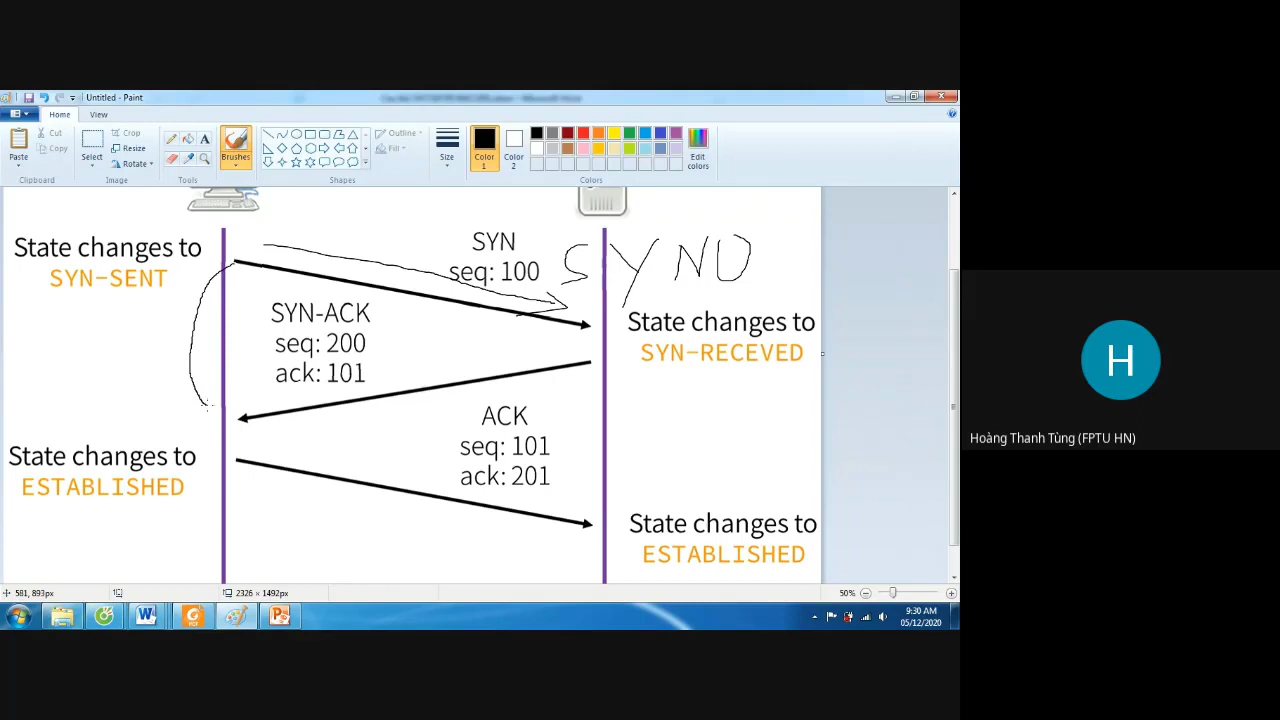 Untitled - Paint
Home
View
Paste
Cut
Copy
Clipboard
Select
Crop
Resize
Rotate
Image
A
Tools
Brushes
Shapes
Outline
Fill
Size
Color
1
Color
2
Edit
colors
Colors
State changes to
SYN-SENT
SYN
seq: 100
SYNO
SYN-ACK
seq: 200
ack: 101
State changes to
SYN-RECEVED
ACK
seq: 101
ack: 201
State changes to
ESTABLISHED
State changes to
ESTABLISHED
581, 893px
2326 × 1492px
50%
9:30 AM
05/12/2020
H
Hoàng Thanh Tùng (FPTU HN)